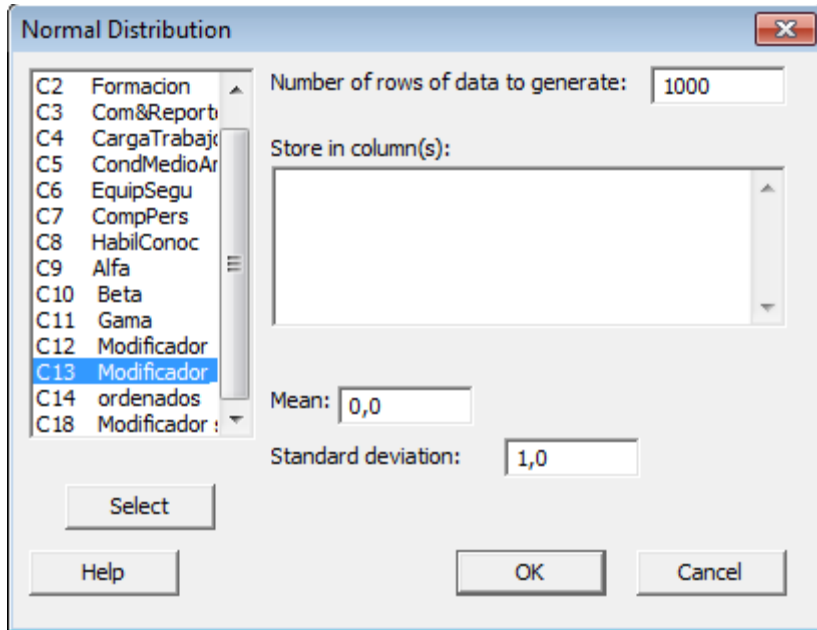 Normal Distribution
C2 Formacion
C3 Com&Report
C4 CargaTrabajo
C5 CondMedioAr
C6 EquipSegu
C7 CompPers
C8 HabilConoc
C9 Alfa
C10 Beta
C11 Gama
C12 Modificador
C13 Modificador
C14 ordenados
C18 Modificador
Select
Help
Number of rows of data to generate: 1000
Store in column(s):
Mean: 0,0
Standard deviation: 1,0
OK
Cancel